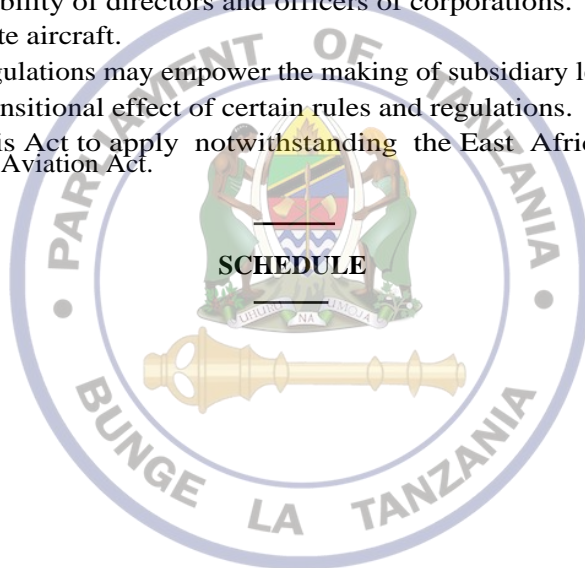 bility of directors and officers of corporations.
te aircraft.
gulations may empower the making of subsidiary le
nsitional effect of certain rules and regulations.
is Act to apply notwithstanding the East Afric
Aviation Act.
SCHEDULE
PARLIAMENT OF TANZANIA
UHURU NA UMOJA
BUNGE LA TANZANIA